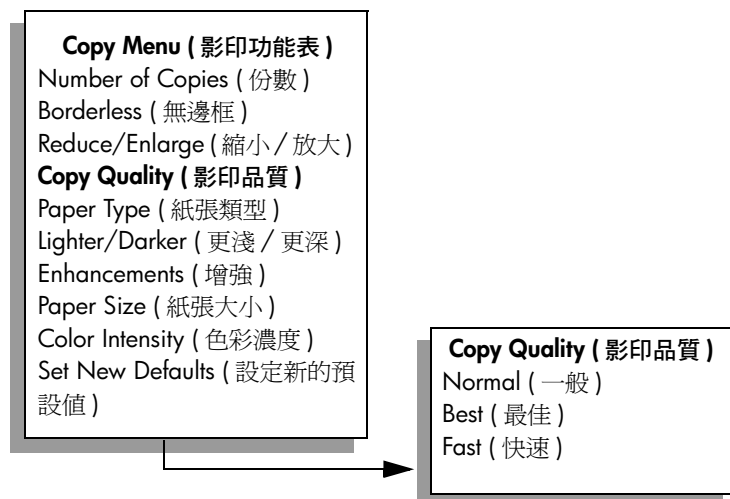 Copy Menu ( 影印功能表 )
Number of Copies ( 份數 )
Borderless ( 無邊框 )
Reduce/Enlarge ( 縮小 / 放大 )
Copy Quality ( 影印品質 )
Paper Type ( 紙張類型 )
Lighter/Darker ( 更淺 / 更深 )
Enhancements ( 增強 )
Paper Size ( 紙張大小 )
Color Intensity ( 色彩濃度 )
Set New Defaults ( 設定新的預
設值 )
Copy Quality ( 影印品質 )
Normal ( 一般 )
Best ( 最佳 )
Fast ( 快速 )